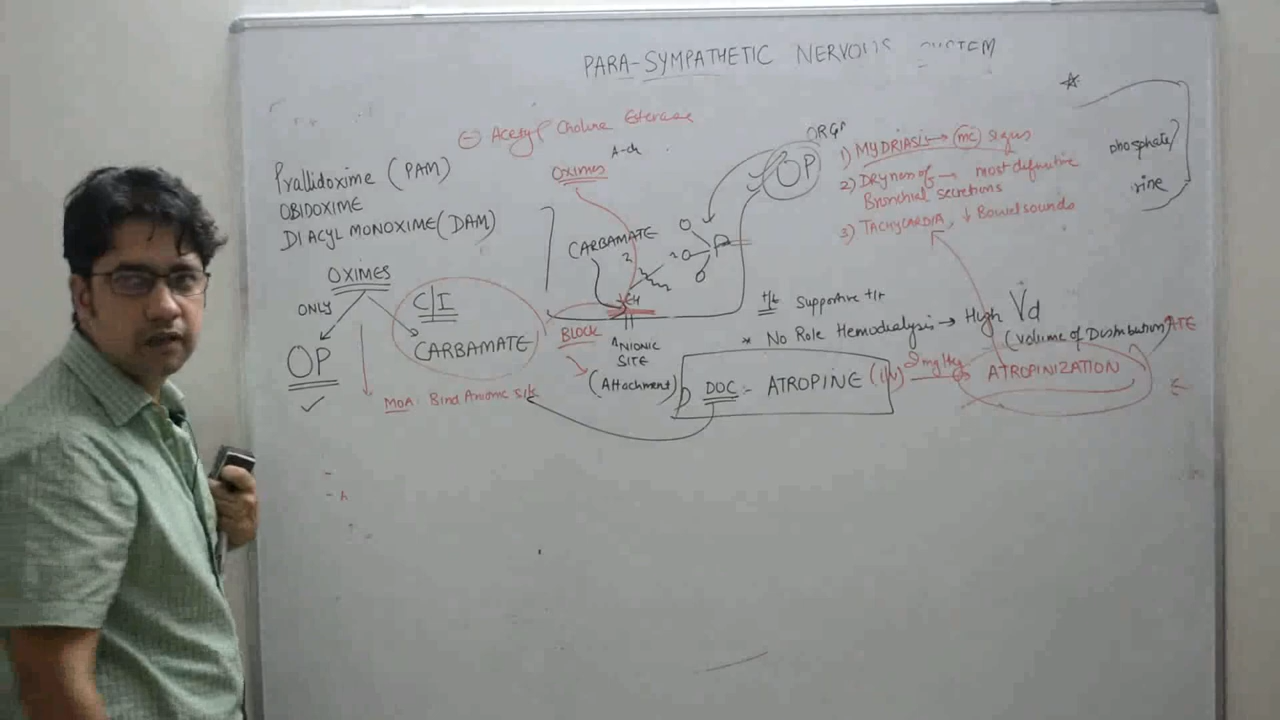 PARA-SYMPATHETIC NERVOUS SYSTEM
(-) Acetyl Choline Esterase
A-ch
Oximes
Prallidoxime (PAM)
OBIDOXIME
DIACYL MONOXIME (DAM)
OXIMES
ONLY
OP
C/I
CARBAMATE
MOA: Bind Anionic Site
CARBAMATE
O
O P
O
BLOCK
ANIONIC
SITE
(Attachment)
OP
1) MYDRIASIS → (mc) signs
2) DRyness of → most definitive
Bronchial secretions
3) TACHYCARDIA, ↓ Bowel sounds
phosphate/
rine
t/t Supportive t/t
* No Role Hemodialysis → High Vd
(Volume of Distribution)
DOC - ATROPINE (IV)
ATROPINIZATION